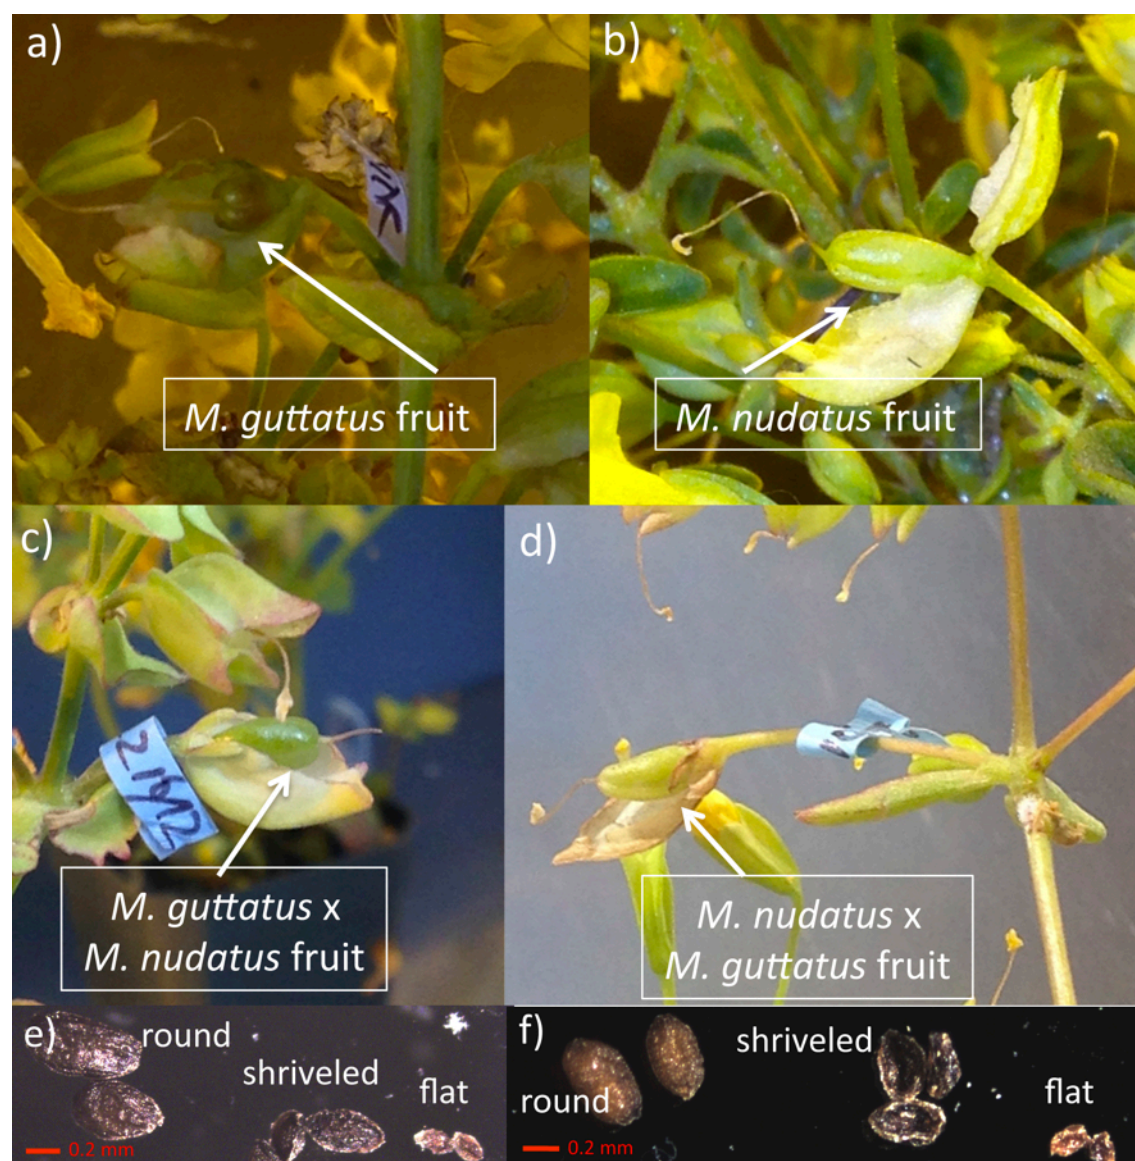 a)
M. guttatus fruit
b)
M. nudatus fruit
c)
M. guttatus x
M. nudatus fruit
d)
M. nudatus x
M. guttatus fruit
e)
round
shriveled
flat
0.2 mm
f)
shriveled
round
flat
0.2 mm